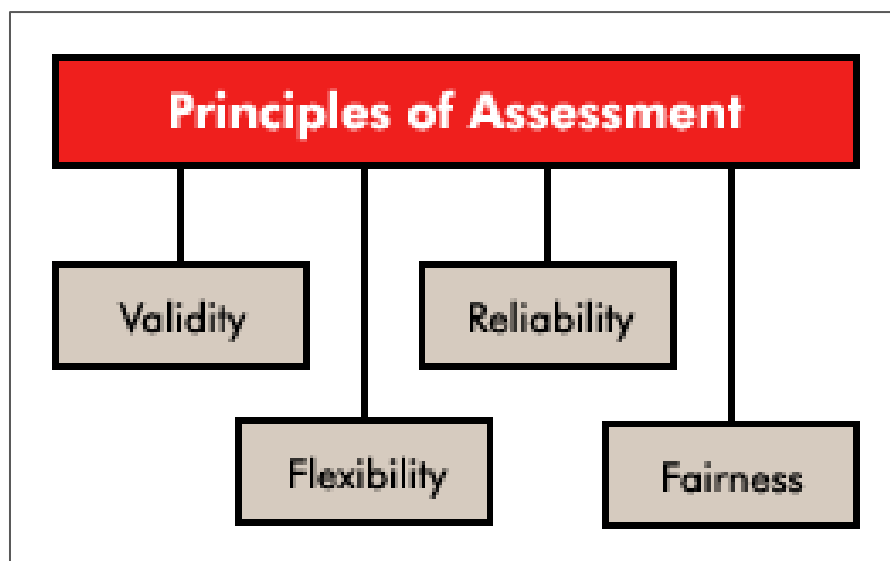 Principles of Assessment
Validity
Reliability
Flexibility
Fairness